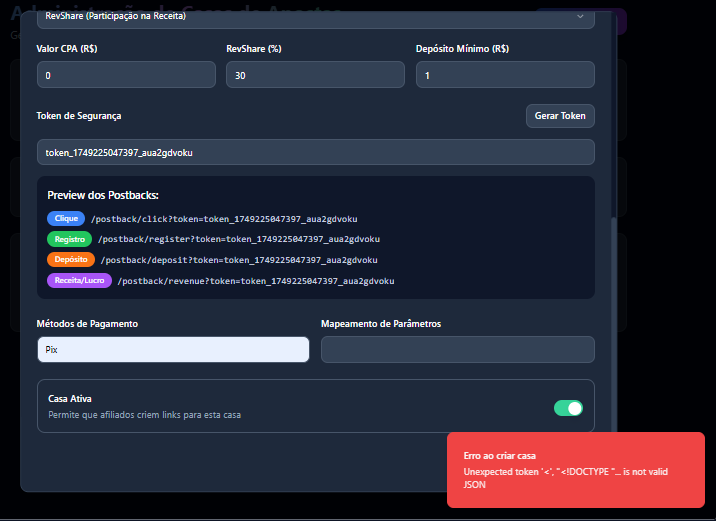 RevShare (Participação na Receita)
Valor CPA (R$) RevShare (%) Depósito Mínimo (R$)
0 30 1
Token de Segurança Gerar Token
token_1749225047397_aua2gdvoku
Preview dos Postbacks:
Clique /postback/click?token=token_1749225047397_aua2gdvoku
Registro /postback/register?token=token_1749225047397_aua2gdvoku
Depósito /postback/deposit?token=token_1749225047397_aua2gdvoku
Receita/Lucro /postback/revenue?token=token_1749225047397_aua2gdvoku
Métodos de Pagamento Mapeamento de Parâmetros
Pix
Casa Ativa
Permite que afiliados criem links para esta casa
Erro ao criar casa
Unexpected token '<', "<!DOCTYPE "... is not valid
JSON